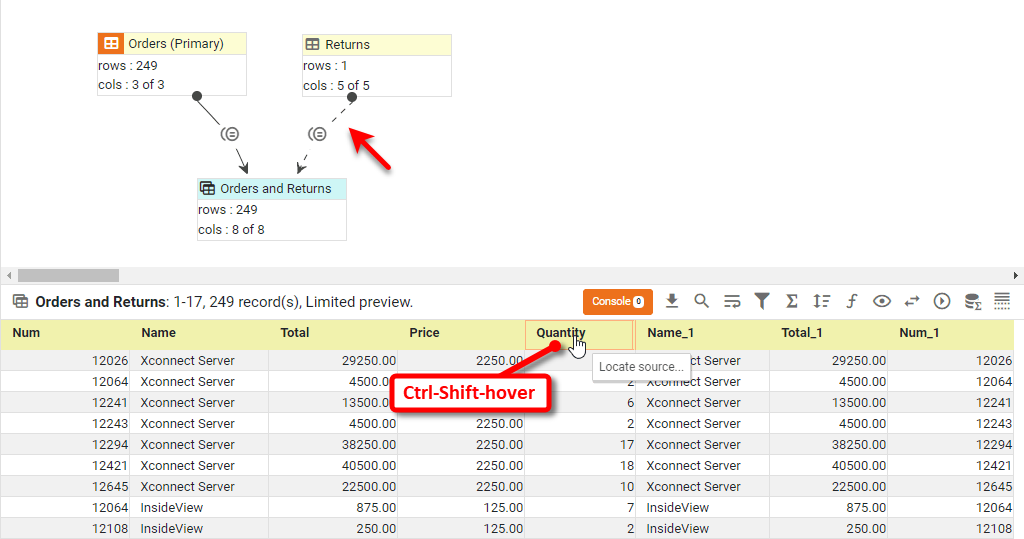 Orders (Primary)
rows : 249
cols : 3 of 3
Returns
rows : 1
cols : 5 of 5
Orders and Returns
rows : 249
cols : 8 of 8
Orders and Returns: 1-17, 249 record(s), Limited preview.
Console 0
Num Name Total Price Quantity Name_1 Total_1 Num_1
Locate source...
Ctrl-Shift-hover
12026 Xconnect Server 29250.00 2250.00 Xconnect Server 29250.00 12026
12064 Xconnect Server 4500.00 2 Xconnect Server 4500.00 12064
12241 Xconnect Server 13500.00 6 Xconnect Server 13500.00 12241
12243 Xconnect Server 4500.00 2250.00 2 Xconnect Server 4500.00 12243
12294 Xconnect Server 38250.00 2250.00 17 Xconnect Server 38250.00 12294
12421 Xconnect Server 40500.00 2250.00 18 Xconnect Server 40500.00 12421
12645 Xconnect Server 22500.00 2250.00 10 Xconnect Server 22500.00 12645
12064 InsideView 875.00 125.00 7 InsideView 875.00 12064
12108 InsideView 250.00 125.00 2 InsideView 250.00 12108